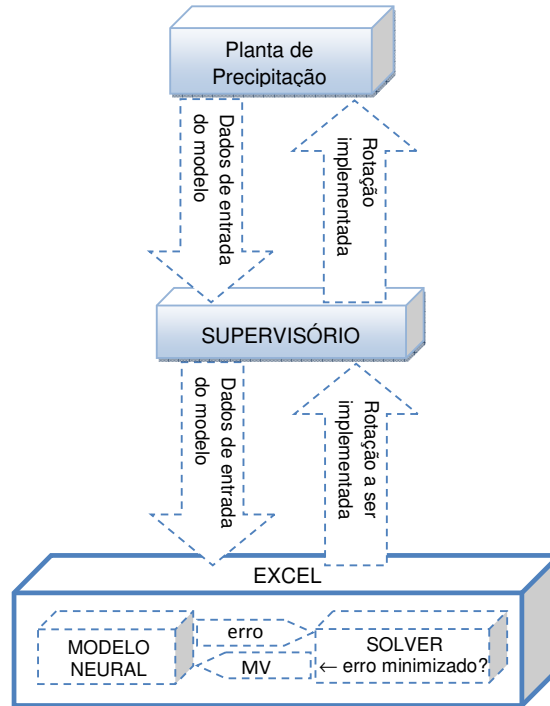 Planta de
Precipitação
Dados de entrada
do modelo
Rotação
implementada
SUPERVISÓRIO
Dados de entrada
do modelo
Rotação a ser
implementada
EXCEL
MODELO
NEURAL
erro
MV
SOLVER
← erro minimizado?